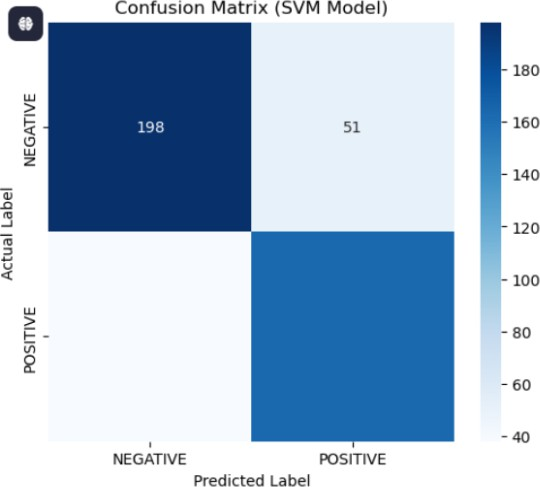 Confusion Matrix (SVM Model)
NEGATIVE
198
51
180
160
140
120
100
80
60
40
Actual Label
POSITIVE
NEGATIVE
POSITIVE
Predicted Label